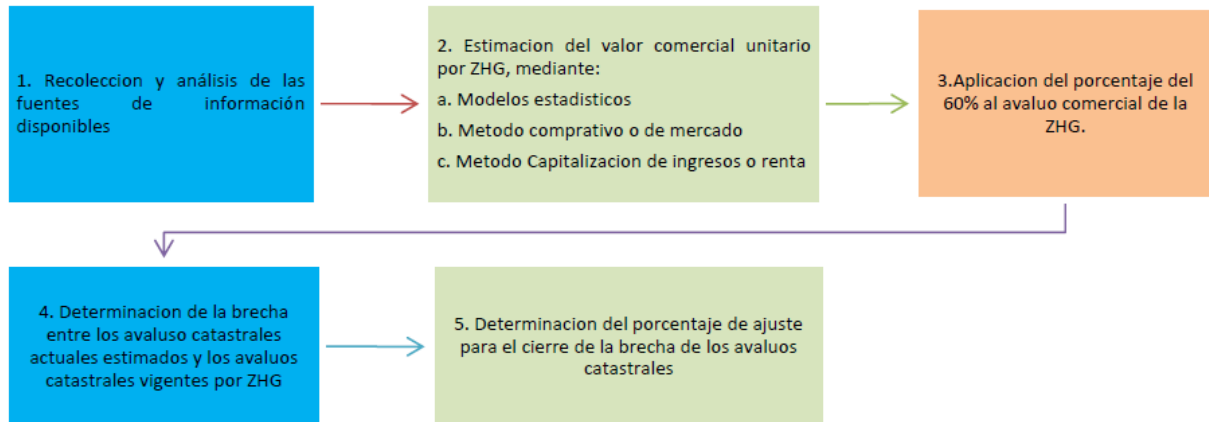 1. Recoleccion y análisis de las
fuentes de información
disponibles
2. Estimacion del valor comercial unitario
por ZHG, mediante:
a. Modelos estadisticos
b. Metodo comprativo o de mercado
c. Metodo Capitalizacion de ingresos o renta
3.Aplicacion del porcentaje del
60% al avaluo comercial de la
ZHG.
4. Determinacion de la brecha
entre los avaluso catastrales
actuales estimados y los avaluos
catastrales vigentes por ZHG
5. Determinacion del porcentaje de ajuste
para el cierre de la brecha de los avaluos
catastrales